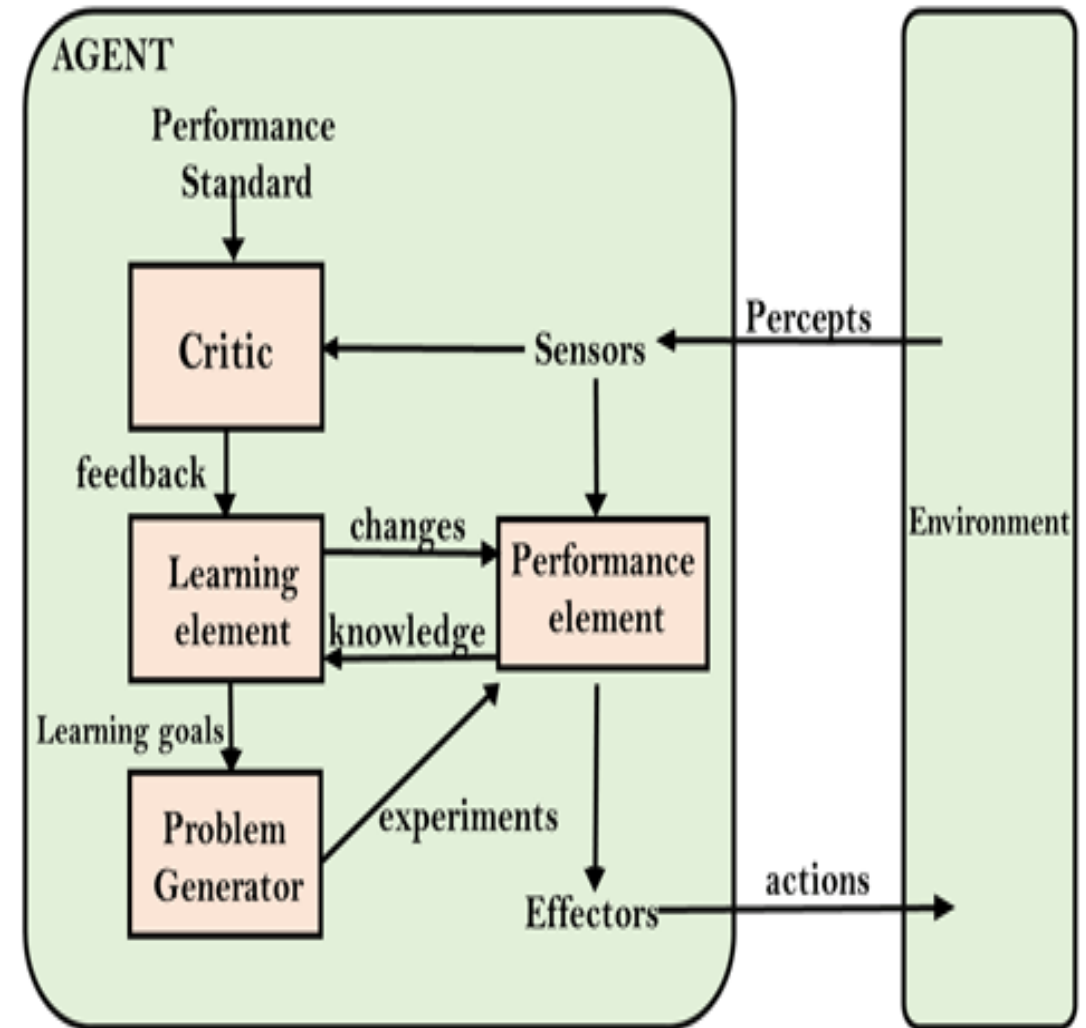 AGENT
Performance
Standard
Critic
Sensors
Percepts
feedback
Environment
changes
Learning
element
Performance
element
knowledge
Learning goals
Problem
Generator
experiments
Effectors
actions